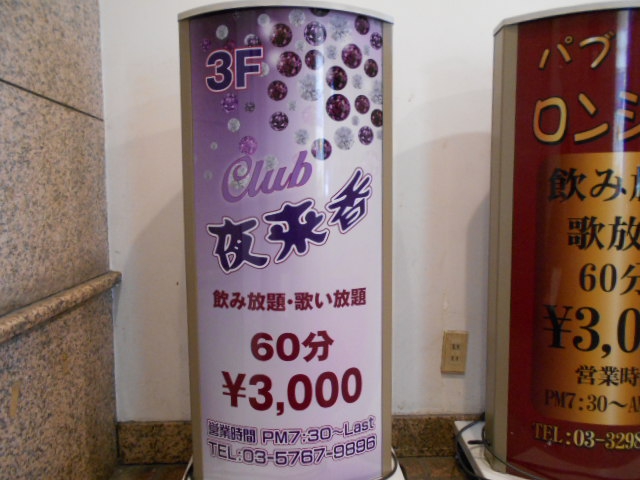 3F
Club
夜来香
飲み放題・歌い放題
60分
¥3,000
営業時間 PM7:30~Last
TEL:03-5767-9896
パブ
ロン
飲み
歌放
60分
¥3,0
営業時
PM7:30~
TEL:03-329